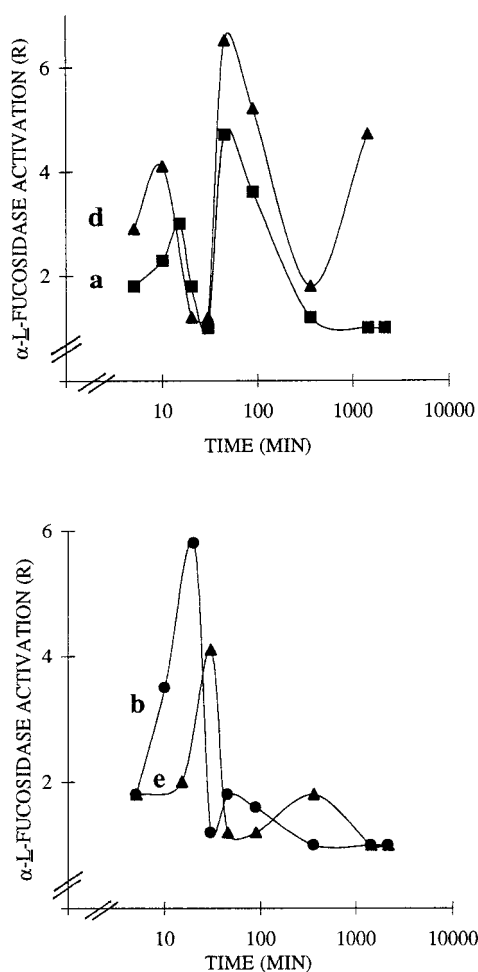 α-L-FUCOSIDASE ACTIVATION (R)
6
4
2
d
a
10
100
1000
10000
TIME (MIN)
α-L-FUCOSIDASE ACTIVATION (R)
6
4
2
b
e
10
100
1000
10000
TIME (MIN)